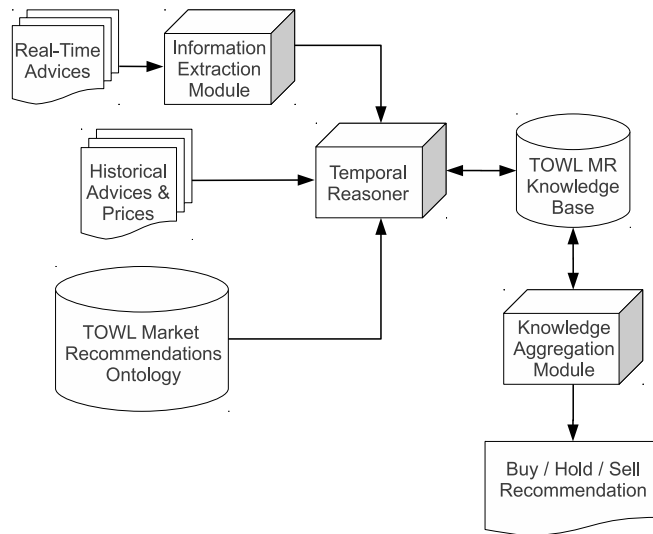 Real-Time
Advices
Information
Extraction
Module
Historical
Advices &
Prices
Temporal
Reasoner
TOWL MR
Knowledge
Base
TOWL Market
Recommendations
Ontology
Knowledge
Aggregation
Module
Buy / Hold / Sell
Recommendation